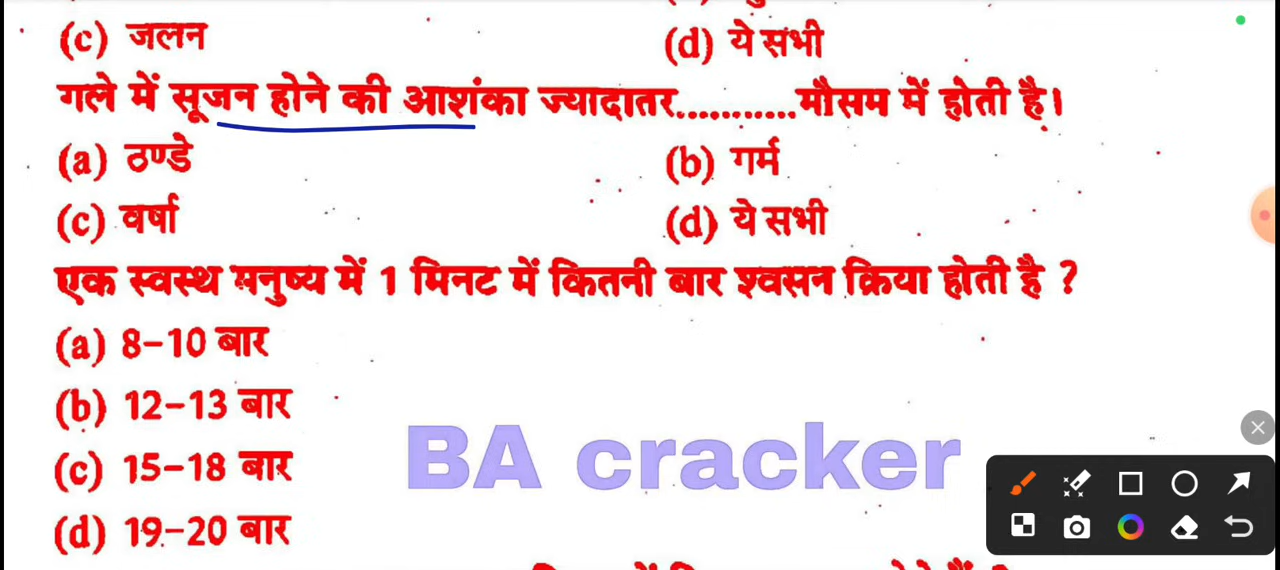 (c) जलन (d) ये सभी
गले में सूजन होने की आशंका ज्यादातर...........मौसम में होती है।
(a) ठण्डे (b) गर्म
(c) वर्षा (d) ये सभी
एक स्वस्थ मनुष्य में 1 मिनट में कितनी बार श्वसन क्रिया होती है ?
(a) 8–10 बार
(b) 12–13 बार
(c) 15–18 बार
(d) 19–20 बार
BA cracker